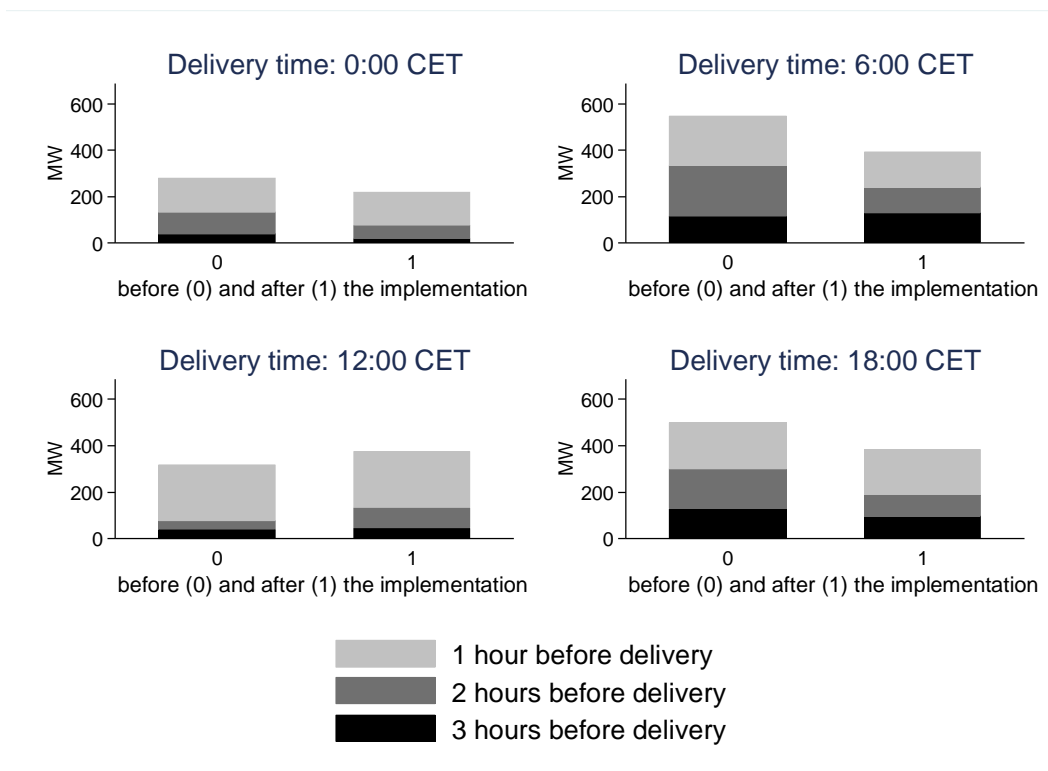 Delivery time: 0:00 CET
MW
600
400
200
0
0 1
before (0) and after (1) the implementation
Delivery time: 6:00 CET
MW
600
400
200
0
0 1
before (0) and after (1) the implementation
Delivery time: 12:00 CET
MW
600
400
200
0
0 1
before (0) and after (1) the implementation
Delivery time: 18:00 CET
MW
600
400
200
0
0 1
before (0) and after (1) the implementation
1 hour before delivery
2 hours before delivery
3 hours before delivery